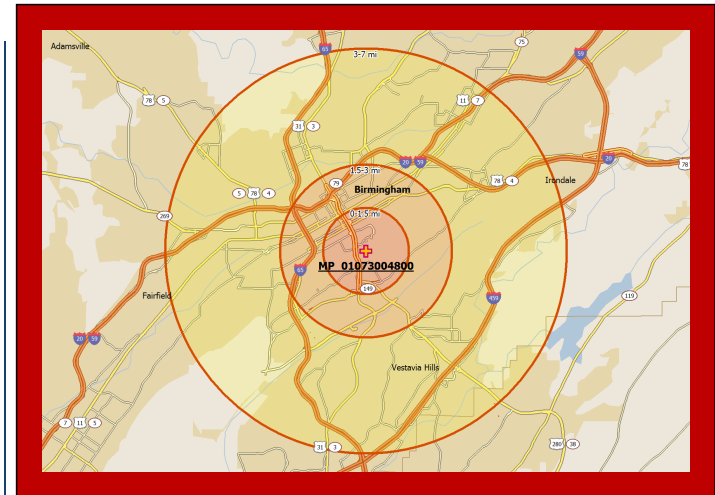 Adamsville
65
3-7 mi
75
59
78 5
11 7
31 3
20 59
20
78
1.5-3 mi
78 4
79
Birmingham
Irondale
5 78 4
0-1.5 mi
269
MP_01073004800
65
149
Fairfield
459
119
20 59
Vestavia Hills
7 11 5
31 3
280 38